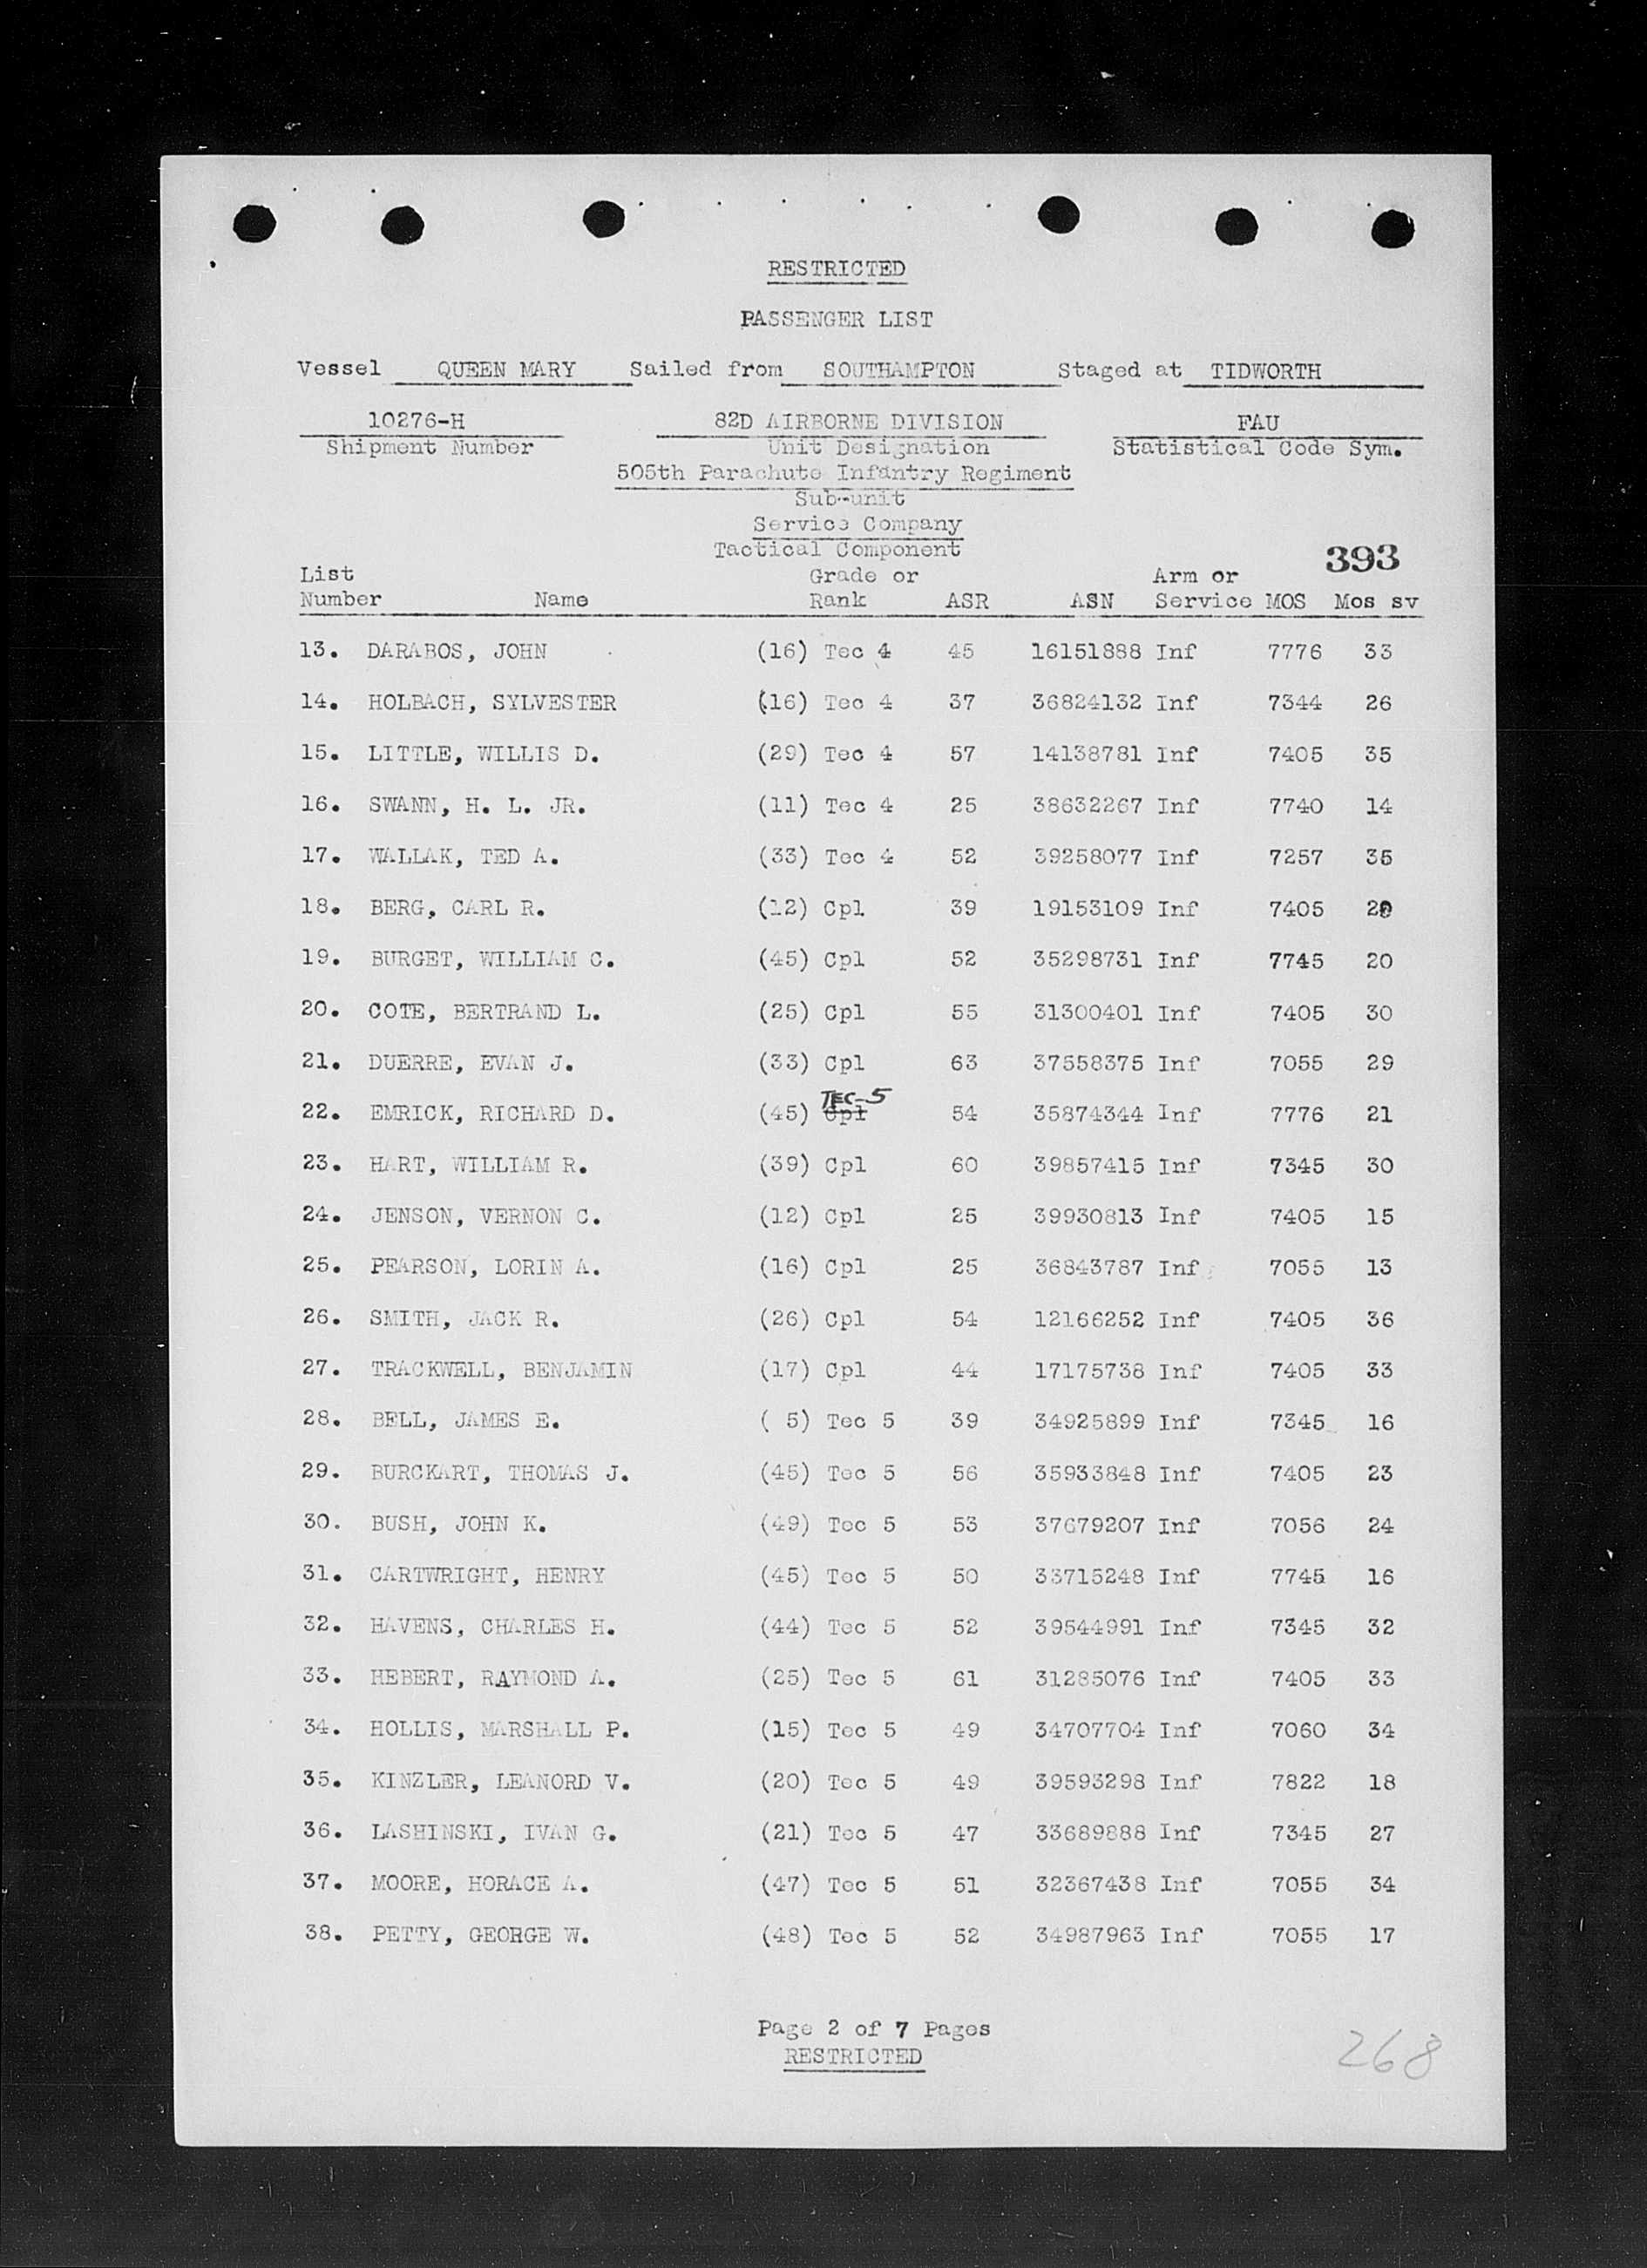 RESTRICTED
PASSENGER LIST
Vessel QUEEN MARY Sailed from SOUTHAMPTON Staged at TIDWORTH
10276-H 82D AIRBORNE DIVISION FAU
Shipment Number Unit Designation Statistical Code Sym.
505th Parachute Infantry Regiment
Sub-unit
Service Company
Tactical Component
393
List Grade or Arm or
Number Name Rank ASR ASN Service MOS Mos sv
13. DARABOS, JOHN (16) Tec 4 45 16151888 Inf 7776 33
14. HOLBACH, SYLVESTER (16) Tec 4 37 36824132 Inf 7344 26
15. LITTLE, WILLIS D. (29) Tec 4 57 14138781 Inf 7405 35
16. SWANN, H. L. JR. (11) Tec 4 25 38632267 Inf 7740 14
17. WALLAK, TED A. (33) Tec 4 52 39258077 Inf 7257 35
18. BERG, CARL R. (12) Cpl 39 19153109 Inf 7405 20
19. BURGET, WILLIAM C. (45) Cpl 52 35298731 Inf 7745 20
20. COTE, BERTRAND L. (25) Cpl 55 31300401 Inf 7405 30
21. DUERRE, EVAN J. (33) Cpl 63 37558375 Inf 7055 29
TEC-5
22. EMRICK, RICHARD D. (45) Cpl 54 35874344 Inf 7776 21
23. HART, WILLIAM R. (39) Cpl 60 39857415 Inf 7345 30
24. JENSON, VERNON C. (12) Cpl 25 39930813 Inf 7405 15
25. PEARSON, LORIN A. (16) Cpl 25 36843787 Inf 7055 13
26. SMITH, JACK R. (26) Cpl 54 12166252 Inf 7405 36
27. TRACKWELL, BENJAMIN (17) Cpl 44 17175738 Inf 7405 33
28. BELL, JAMES E. ( 5) Tec 5 39 34925899 Inf 7345 16
29. BURCKART, THOMAS J. (45) Tec 5 56 35933848 Inf 7405 23
30. BUSH, JOHN K. (49) Tec 5 53 37679207 Inf 7056 24
31. CARTWRIGHT, HENRY (45) Tec 5 50 33715248 Inf 7745 16
32. HAVENS, CHARLES H. (44) Tec 5 52 39544991 Inf 7345 32
33. HEBERT, RAYMOND A. (25) Tec 5 61 31285076 Inf 7405 33
34. HOLLIS, MARSHALL P. (15) Tec 5 49 34707704 Inf 7060 34
35. KINZLER, LEANORD V. (20) Tec 5 49 39593298 Inf 7822 18
36. LASHINSKI, IVAN G. (21) Tec 5 47 33689888 Inf 7345 27
37. MOORE, HORACE A. (47) Tec 5 51 32367438 Inf 7055 34
38. PETTY, GEORGE W. (48) Tec 5 52 34987963 Inf 7055 17
Page 2 of 7 Pages
RESTRICTED
268